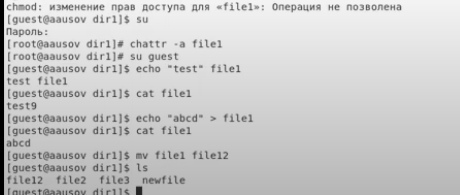 chmod: изменение прав доступа для «file1»: Операция не позволена
[guest@aausov dir1]$ su
Пароль:
[root@aausov dir1]# chattr -a file1
[root@aausov dir1]# su guest
[guest@aausov dir1]$ echo "test" file1
test file1
[guest@aausov dir1]$ cat file1
test9
[guest@aausov dir1]$ echo "abcd" > file1
[guest@aausov dir1]$ cat file1
abcd
[guest@aausov dir1]$ mv file1 file12
[guest@aausov dir1]$ ls
file12 file2 file3 newfile
[guest@aausov dir1]$